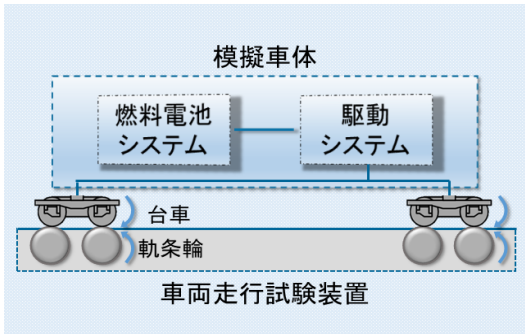 模擬車体
燃料電池
システム
駆動
システム
台車
軌条輪
車両走行試験装置